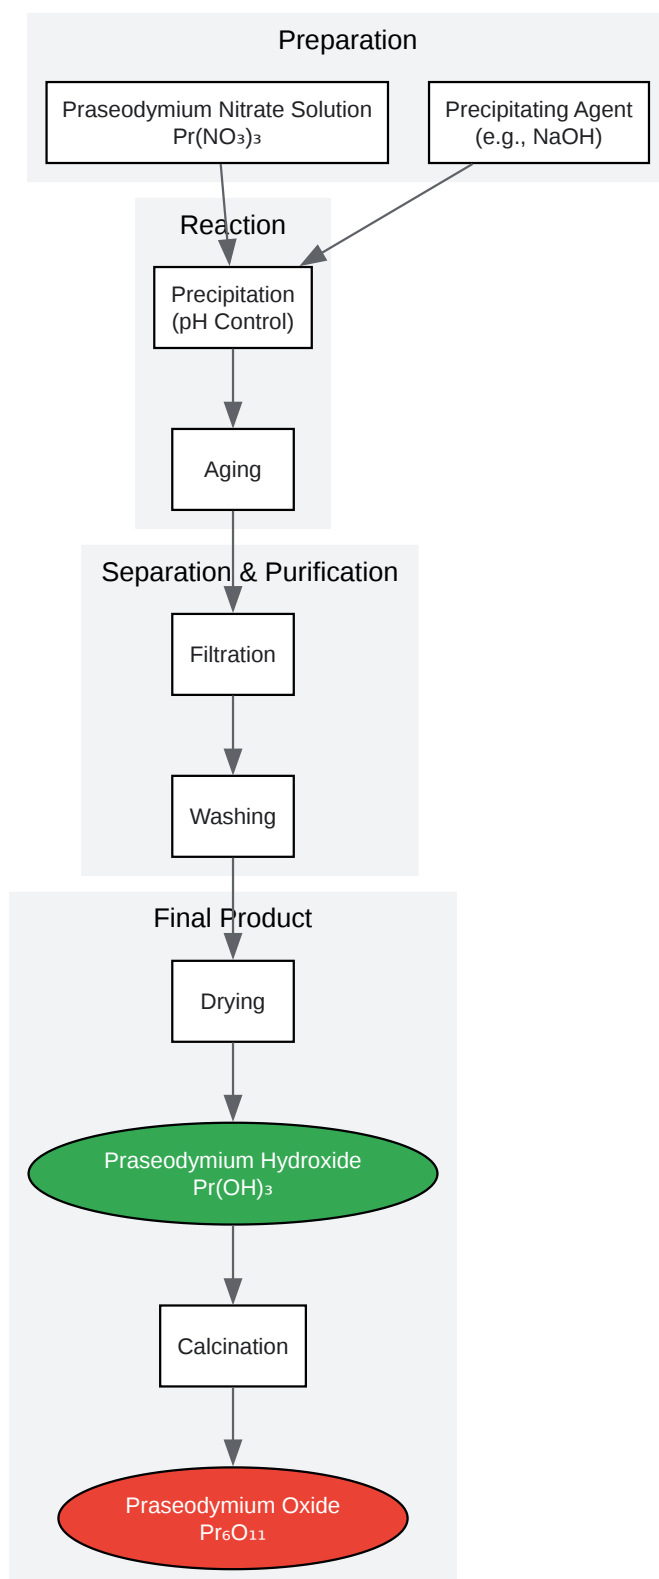 Preparation
Praseodymium Nitrate Solution
Pr(NO₃)₃
Precipitating Agent
(e.g., NaOH)
Reaction
Precipitation
(pH Control)
Aging
Separation & Purification
Filtration
Washing
Final Product
Drying
Praseodymium Hydroxide
Pr(OH)₃
Calcination
Praseodymium Oxide
Pr₆O₁₁